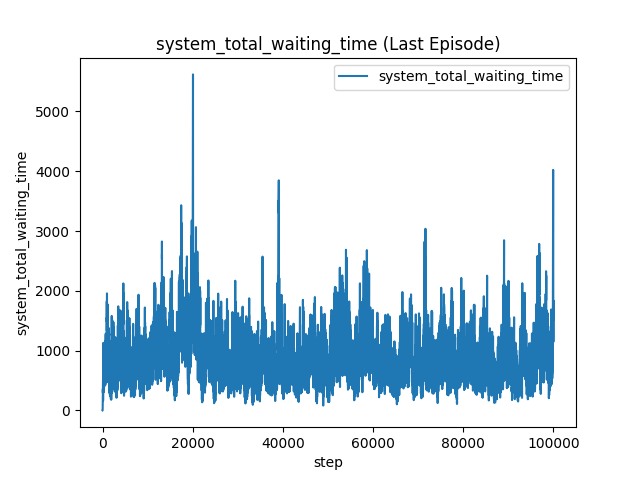 system_total_waiting_time (Last Episode)
system_total_waiting_time
system_total_waiting_time
5000
4000
3000
2000
1000
0
0 20000 40000 60000 80000 100000
step